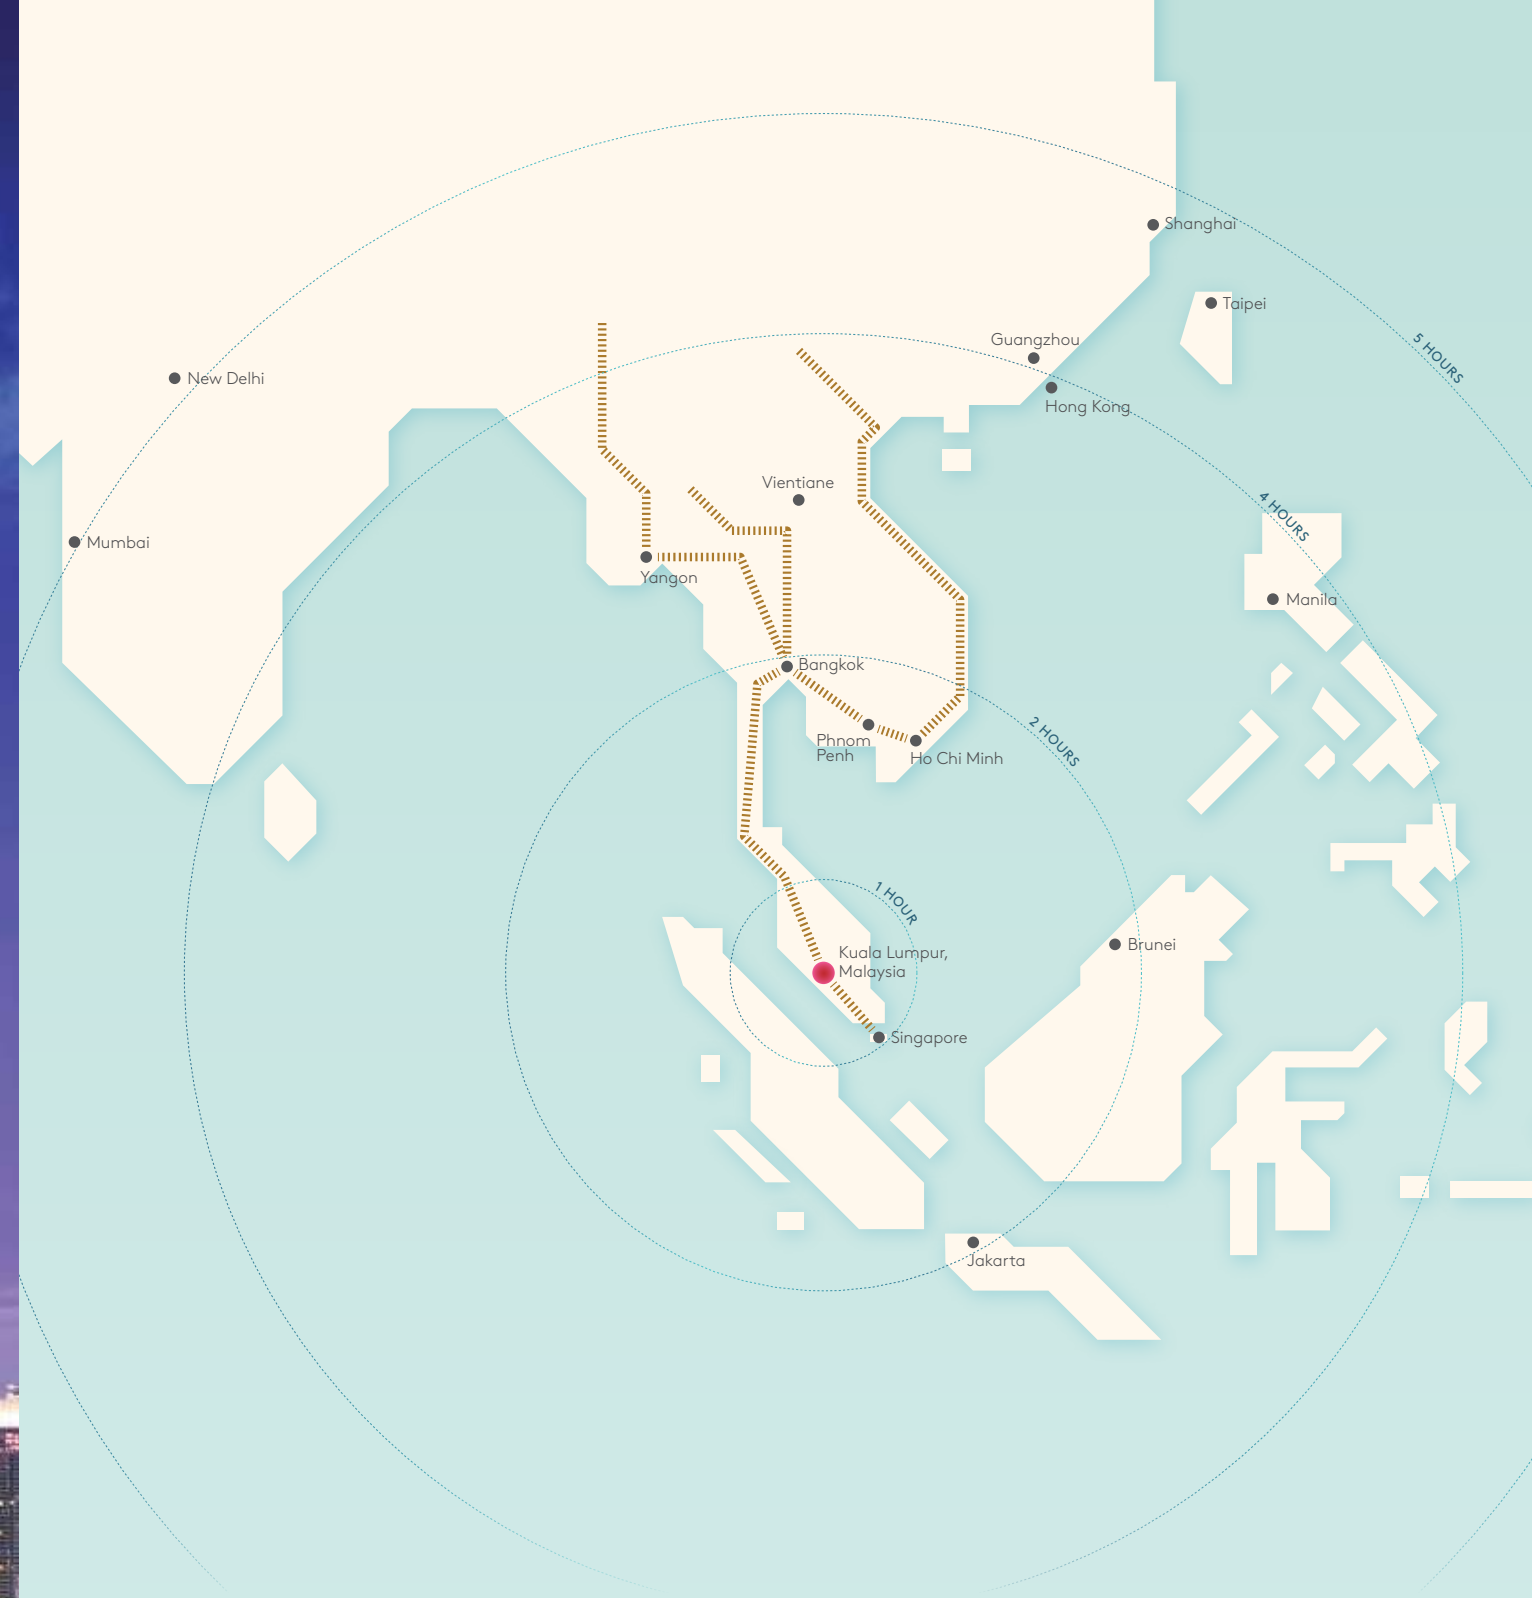 Shanghai
Taipei
Guangzhou
5 HOURS
New Delhi
Hong Kong
Vientiane
4 HOURS
Mumbai
Yangon
Manila
Bangkok
2 HOURS
Phnom
Penh
Ho Chi Minh
1 HOUR
Brunei
Kuala Lumpur,
Malaysia
Singapore
Jakarta